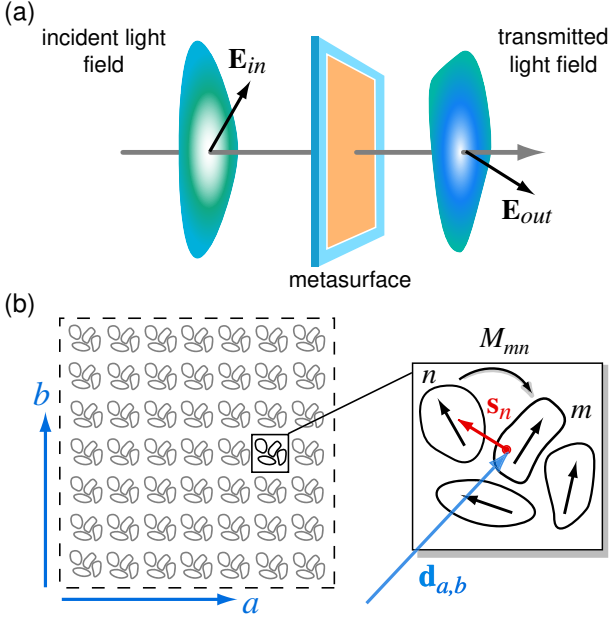 (a)
incident light
field
E_in
transmitted
light field
E_out
metasurface
(b)
b
a
M_mn
n
s_n
m
d_a,b